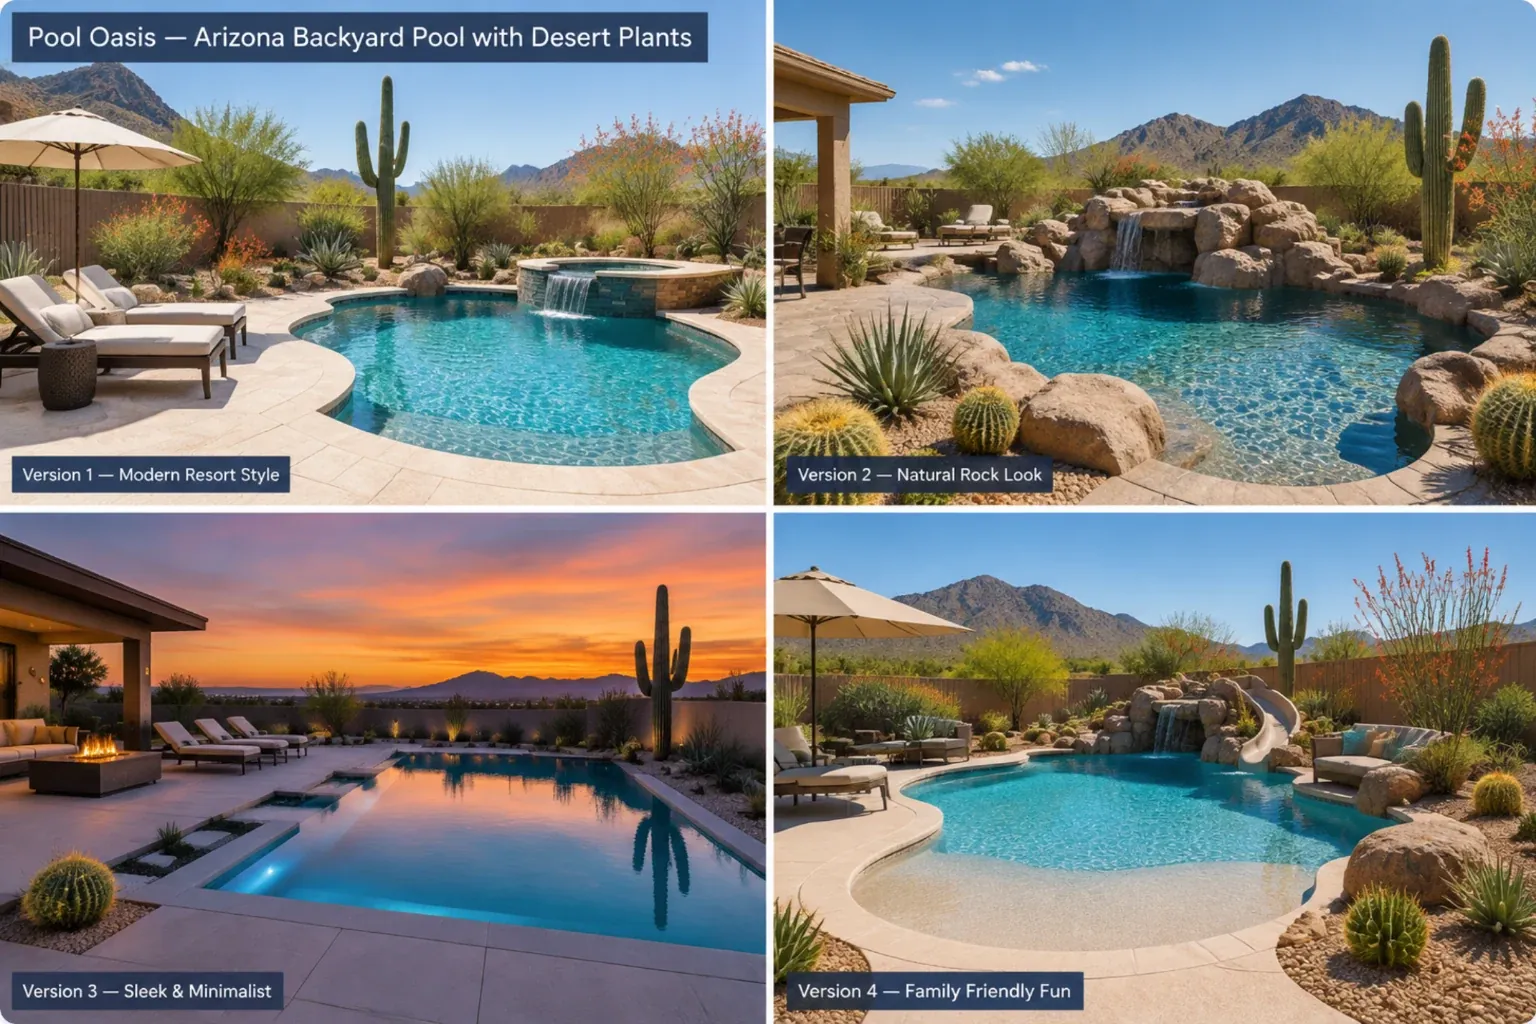 Pool Oasis — Arizona Backyard Pool with Desert Plants
Version 1 — Modern Resort Style
Version 2 — Natural Rock Look
Version 3 — Sleek & Minimalist
Version 4 — Family Friendly Fun